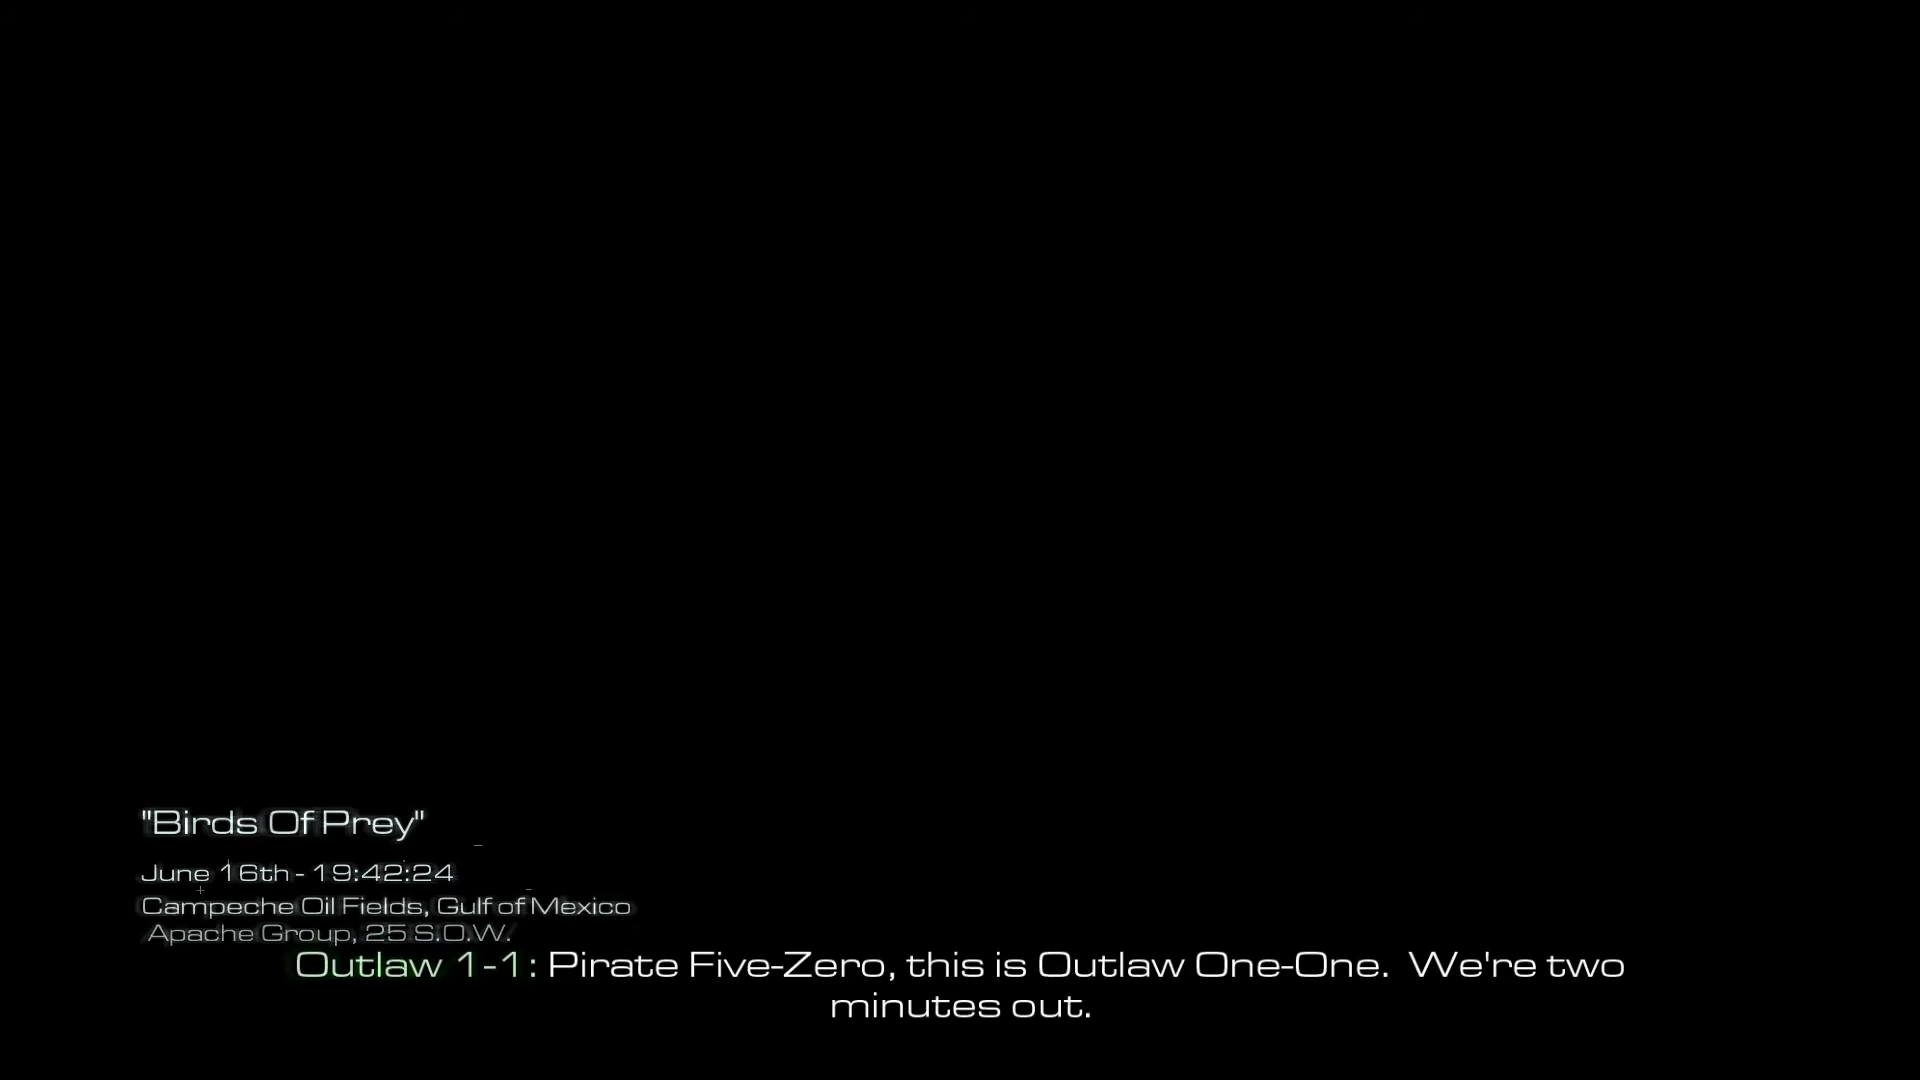 "Birds Of Prey"
June 16th - 19:42:24
Campeche Oil Fields, Gulf of Mexico
Apache Group, 25 S.O.W.
Outlaw 1-1: Pirate Five-Zero, this is Outlaw One-One.  We're two
minutes out.